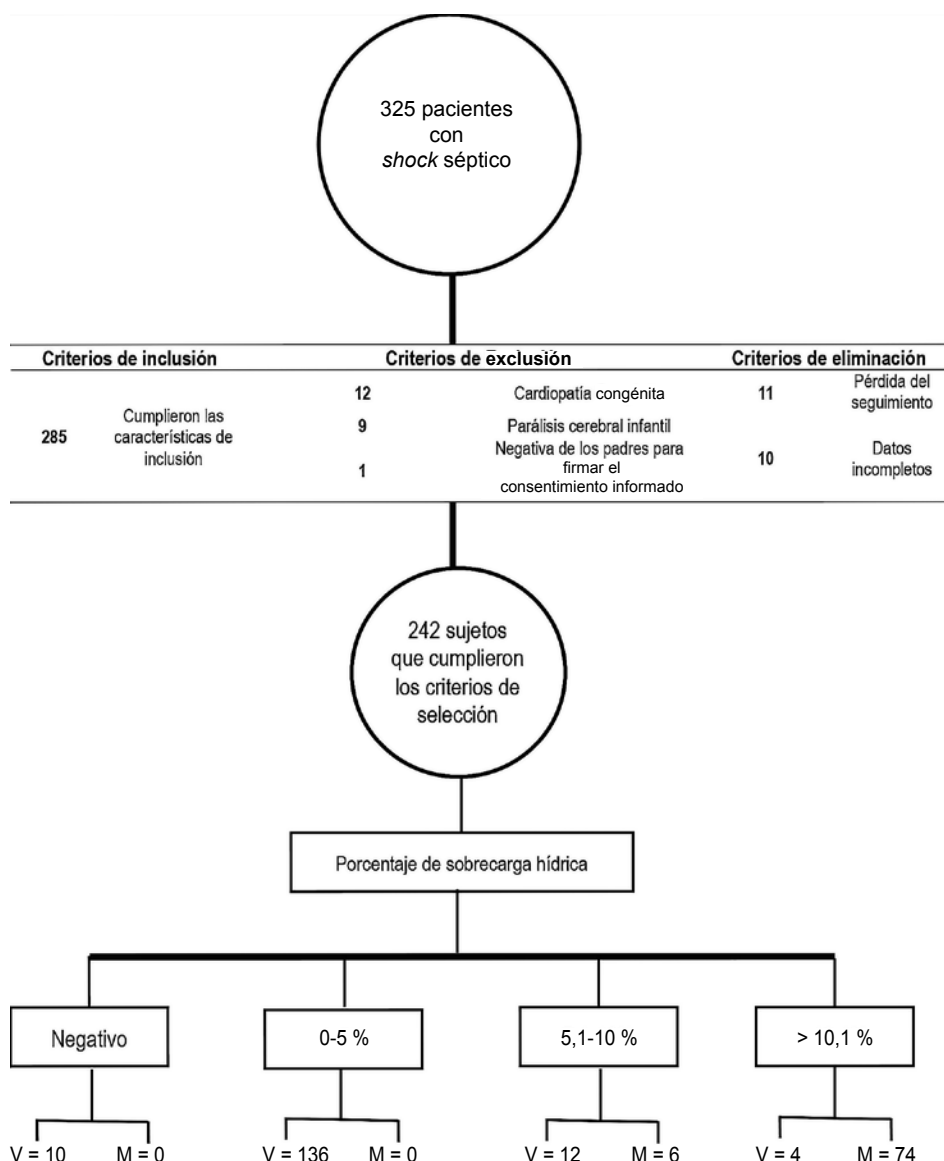 325 pacientes
con
shock séptico
Criterios de inclusión
Criterios de exclusión
Criterios de eliminación
285
Cumplieron las
características de
inclusión
12
Cardiopatía congénita
9
Parálisis cerebral infantil
1
Negativa de los padres para
firmar el
consentimiento informado
11
Pérdida del
seguimiento
10
Datos
incompletos
242 sujetos
que cumplieron
los criterios de
selección
Porcentaje de sobrecarga hídrica
Negativo
0-5 %
5,1-10 %
> 10,1 %
V = 10 M = 0 V = 136 M = 0 V = 12 M = 6 V = 4 M = 74